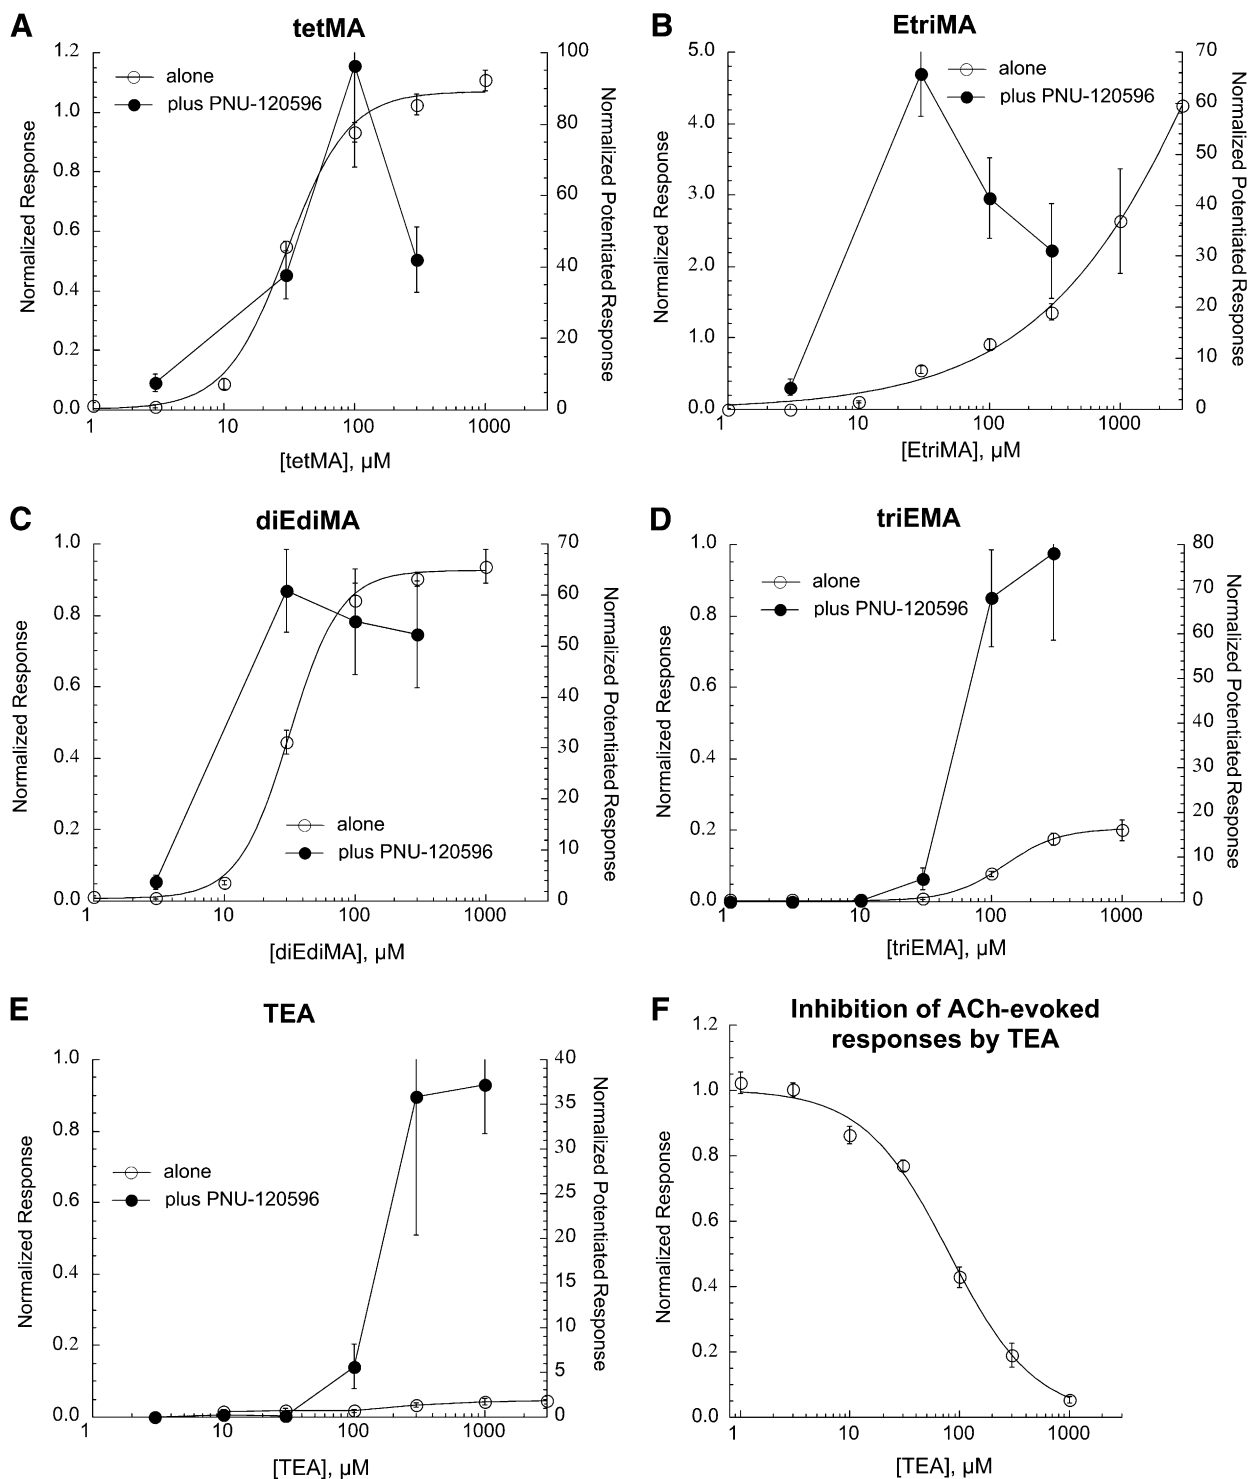 A
tetMA
1.2
1.0
0.8
0.6
0.4
0.2
0.0
Normalized Response
alone
plus PNU-120596
100
80
60
40
20
0
Normalized Potentiated Response
1 10 100 1000
[tetMA], µM
B
EtriMA
5.0
4.0
3.0
2.0
1.0
0.0
Normalized Response
alone
plus PNU-120596
70
60
50
40
30
20
10
0
Normalized Potentiated Response
1 10 100 1000
[EtriMA], µM
C
diEdiMA
1.0
0.8
0.6
0.4
0.2
0.0
Normalized Response
alone
plus PNU-120596
70
60
50
40
30
20
10
0
Normalized Potentiated Response
1 10 100 1000
[diEdiMA], µM
D
triEMA
1.0
0.8
0.6
0.4
0.2
0.0
Normalized Response
alone
plus PNU-120596
80
70
60
50
40
30
20
10
0
Normalized Potentiated Response
1 10 100 1000
[triEMA], µM
E
TEA
1.0
0.8
0.6
0.4
0.2
0.0
Normalized Response
alone
plus PNU-120596
40
35
30
25
20
15
10
5
0
Normalized Potentiated Response
1 10 100 1000
[TEA], µM
F
Inhibition of ACh-evoked
responses by TEA
1.2
1.0
0.8
0.6
0.4
0.2
0.0
Normalized Response
1 10 100 1000
[TEA], µM